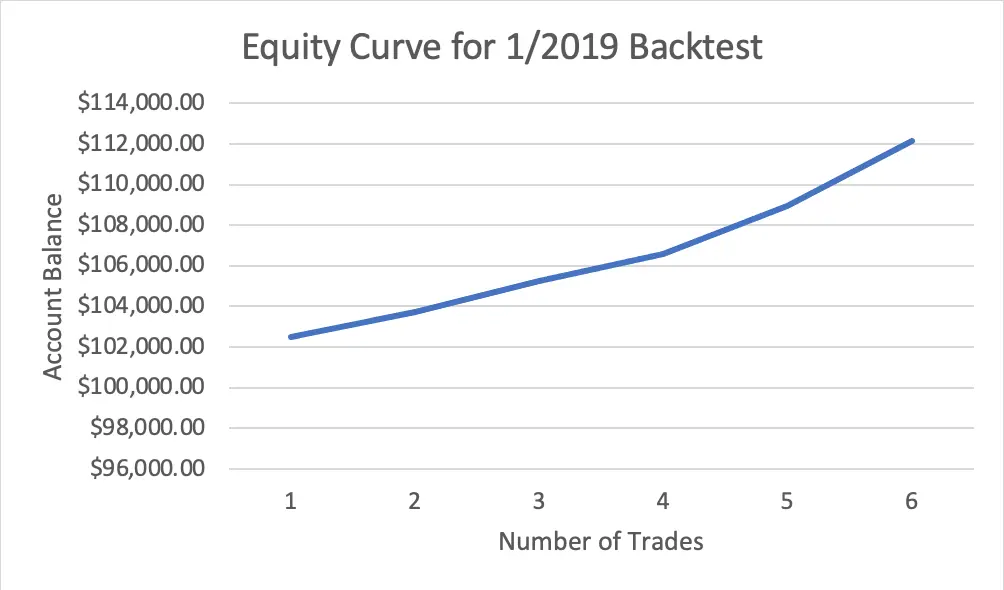 Equity Curve for 1/2019 Backtest
$114,000.00
$112,000.00
$110,000.00
$108,000.00
$106,000.00
$104,000.00
$102,000.00
$100,000.00
$98,000.00
$96,000.00
Account Balance
1 2 3 4 5 6
Number of Trades